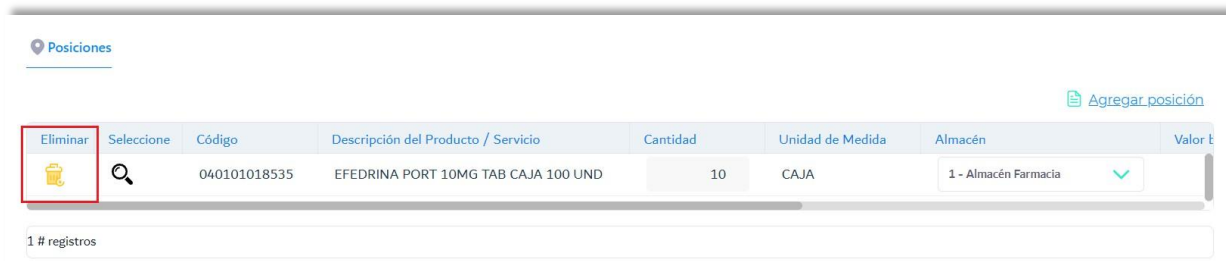 Posiciones
Agregar posición
Eliminar Seleccione Código Descripción del Producto / Servicio Cantidad Unidad de Medida Almacén Valor
040101018535 EFEDRINA PORT 10MG TAB CAJA 100 UND 10 CAJA 1 - Almacén Farmacia
1 # registros